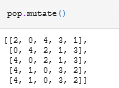 pop.mutate()
[[2, 0, 4, 3, 1],
[0, 4, 2, 1, 3],
[4, 0, 2, 1, 3],
[4, 1, 0, 3, 2],
[4, 1, 0, 3, 2]]